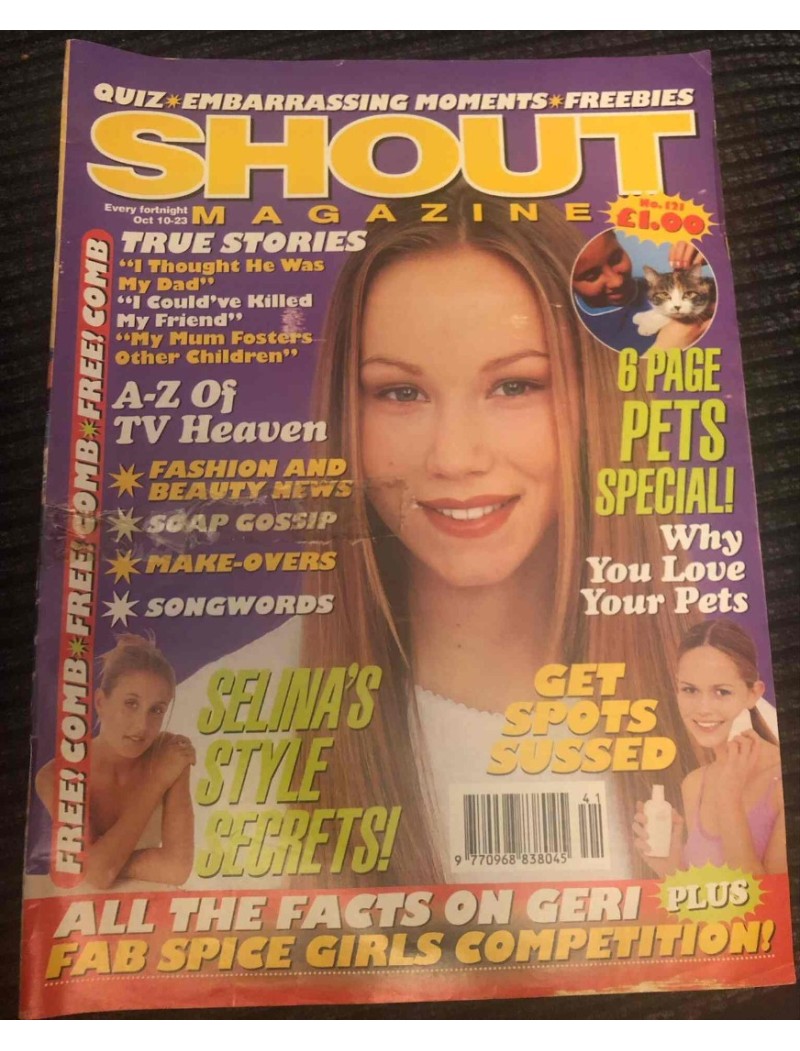 QUIZ✴EMBARRASSING MOMENTS✴FREEBIES
SHOUT
MAGAZINE
Every fortnight
Oct 10-23
No. 121
£1.00
TRUE STORIES
“I Thought He Was
My Dad”
“I Could've Killed
My Friend”
“My Mum Fosters
Other Children”
A-Z Of
TV Heaven
FASHION AND
BEAUTY NEWS
SOAP GOSSIP
MAKE-OVERS
SONGWORDS
FREE! COMB✴FREE! COMB✴FREE! COMB✴FREE! COMB
6 PAGE
PETS
SPECIAL!
Why
You Love
Your Pets
SELINA'S
STYLE
SECRETS!
GET
SPOTS
SUSSED
41
9 770968 838045
ALL THE FACTS ON GERI PLUS
FAB SPICE GIRLS COMPETITION!